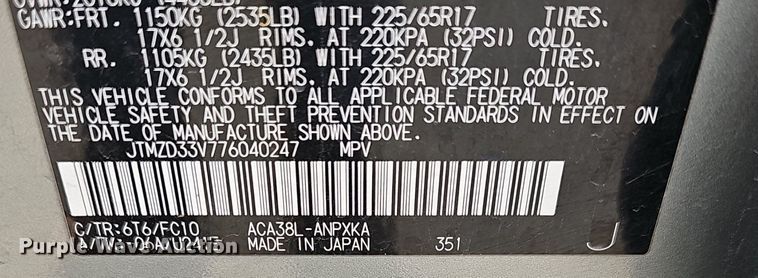 GAWR:FRT. 1150KG (2535LB) WITH 225/65R17 TIRES.
17X6 1/2J RIMS. AT 220KPA (32PSI) COLD.
RR. 1105KG (2435LB) WITH 225/65R17 TIRES.
17X6 1/2J RIMS. AT 220KPA (32PSI) COLD.
THIS VEHICLE CONFORMS TO ALL APPLICABLE FEDERAL MOTOR
VEHICLE SAFETY AND THEFT PREVENTION STANDARDS IN EFFECT ON
THE DATE OF MANUFACTURE SHOWN ABOVE.
JTMZD33V776040247 MPV
C/TR:6T6/FC10 ACA38L-ANPXKA
MADE IN JAPAN 351 J
Purple Wave Auction